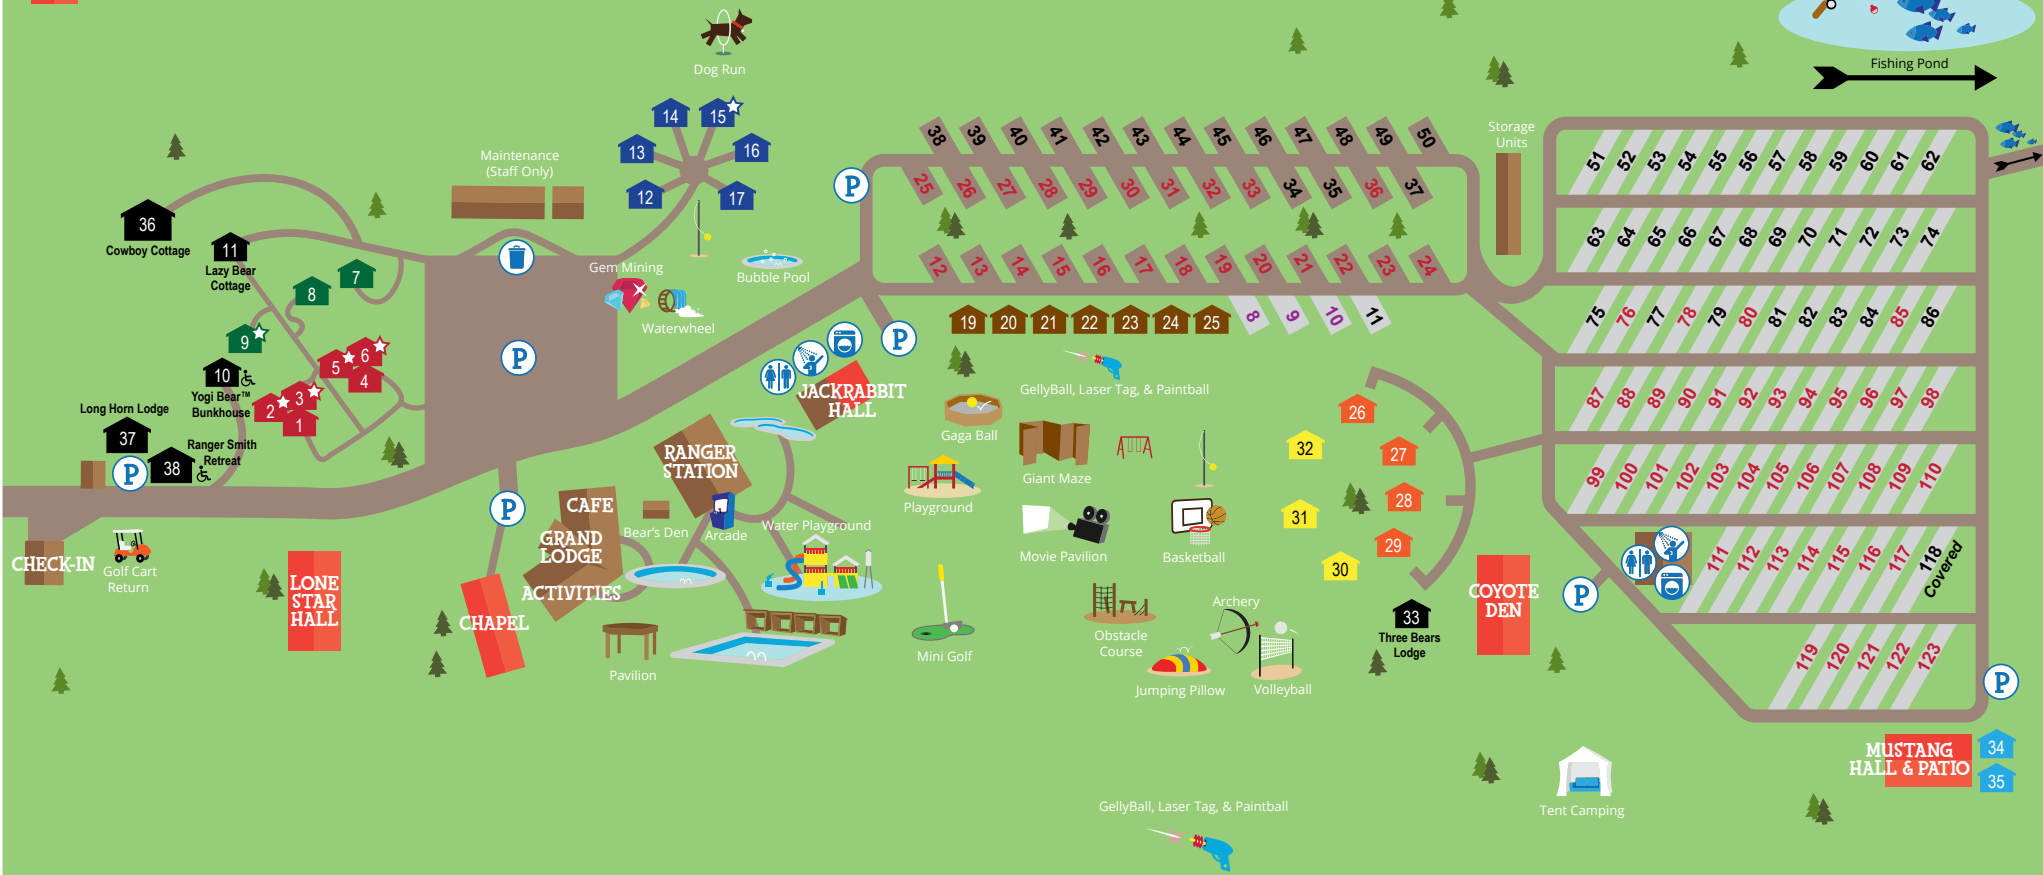 Dog Run
Fishing Pond
Maintenance
(Staff Only)
14
15
13
16
12
17
P
38 39 40 41 42 43 44 45 46 47 48 49 50
25 26 27 28 29 30 31 32 33 34 35 36 37
12 13 14 15 16 17 18 19 20 21 22 23 24
19 20 21 22 23 24 25 8 9 10 11
Storage
Units
51 52 53 54 55 56 57 58 59 60 61 62
63 64 65 66 67 68 69 70 71 72 73 74
75 76 77 78 79 80 81 82 83 84 85 86
87 88 89 90 91 92 93 94 95 96 97 98
99 100 101 102 103 104 105 106 107 108 109 110
111 112 113 114 115 116 117 118
Covered
119 120 121 122 123
P
P
36
Cowboy Cottage
11
Lazy Bear
Cottage
8
7
9
10
Yogi Bear™
Bunkhouse
5
6
4
2
3
1
Long Horn Lodge
37
P
38
Ranger Smith
Retreat
Gem Mining
Waterwheel
Bubble Pool
P
P
JACKRABBIT
HALL
RANGER
STATION
CAFE
GRAND
LODGE
ACTIVITIES
Bear's Den
Arcade
Water Playground
P
CHAPEL
Pavilion
CHECK-IN
Golf Cart
Return
LONE
STAR
HALL
GellyBall, Laser Tag, & Paintball
Gaga Ball
Giant Maze
Playground
Movie Pavilion
Basketball
Mini Golf
Obstacle
Course
Archery
Jumping Pillow
Volleyball
26
32
27
28
31
29
30
33
Three Bears
Lodge
COYOTE
DEN
MUSTANG
HALL & PATIO
34
35
Tent Camping
GellyBall, Laser Tag, & Paintball